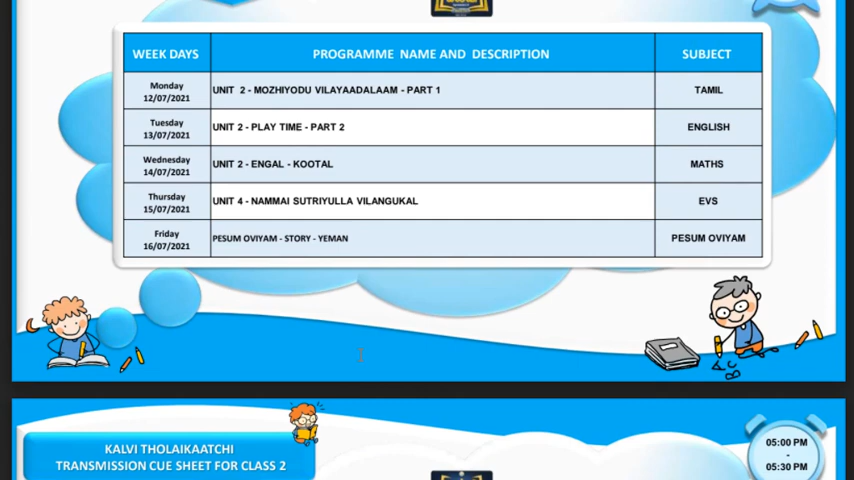 WEEK DAYS PROGRAMME NAME AND DESCRIPTION SUBJECT
Monday
12/07/2021 UNIT 2 - MOZHIYODU VILAYAADALAAM - PART 1 TAMIL
Tuesday
13/07/2021 UNIT 2 - PLAY TIME - PART 2 ENGLISH
Wednesday
14/07/2021 UNIT 2 - ENGAL - KOOTAL MATHS
Thursday
15/07/2021 UNIT 4 - NAMMAI SUTRIYULLA VILANGUKAL EVS
Friday
16/07/2021 PESUM OVIYAM - STORY - YEMAN PESUM OVIYAM
KALVI THOLAIKAATCHI
TRANSMISSION CUE SHEET FOR CLASS 2
05:00 PM
-
05:30 PM